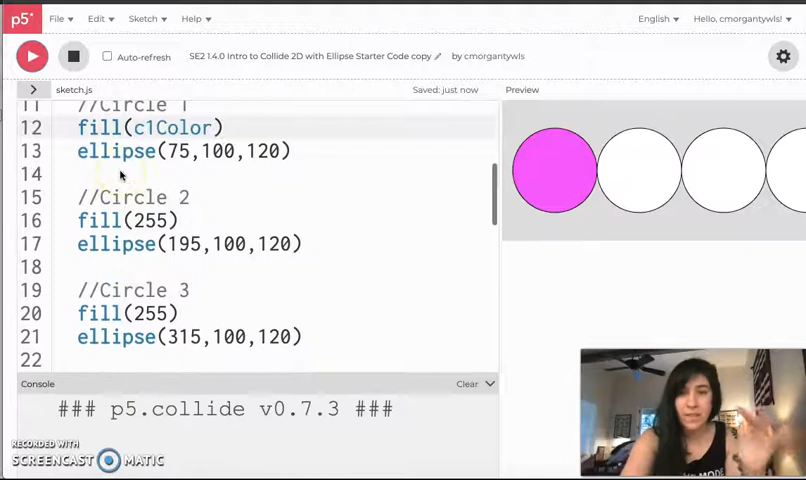 p5* File Edit Sketch Help English Hello, cmorgantywls!
Auto-refresh SE2 1.4.0 Intro to Collide 2D with Ellipse Starter Code copy by cmorgantywls
sketch.js Saved: just now Preview
11 //Circle 1
12 fill(c1Color)
13 ellipse(75,100,120)
14
15 //Circle 2
16 fill(255)
17 ellipse(195,100,120)
18
19 //Circle 3
20 fill(255)
21 ellipse(315,100,120)
22
Console Clear
### p5.collide v0.7.3 ###
RECORDED WITH
SCREENCAST MATIC